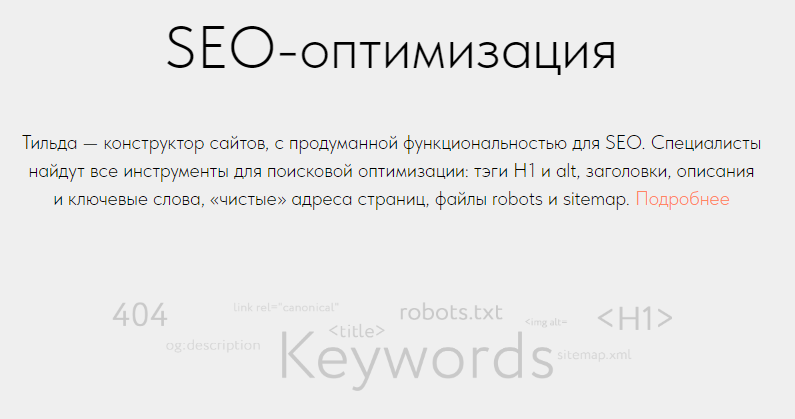 SEO-оптимизация
Тильда — конструктор сайтов, с продуманной функциональностью для SEO. Специалисты
найдут все инструменты для поисковой оптимизации: тэги H1 и alt, заголовки, описания
и ключевые слова, «чистые» адреса страниц, файлы robots и sitemap. Подробнее
404
link rel="canonical"
robots.txt
<img alt=
<H1>
og:description
<title>
Keywords
sitemap.xml